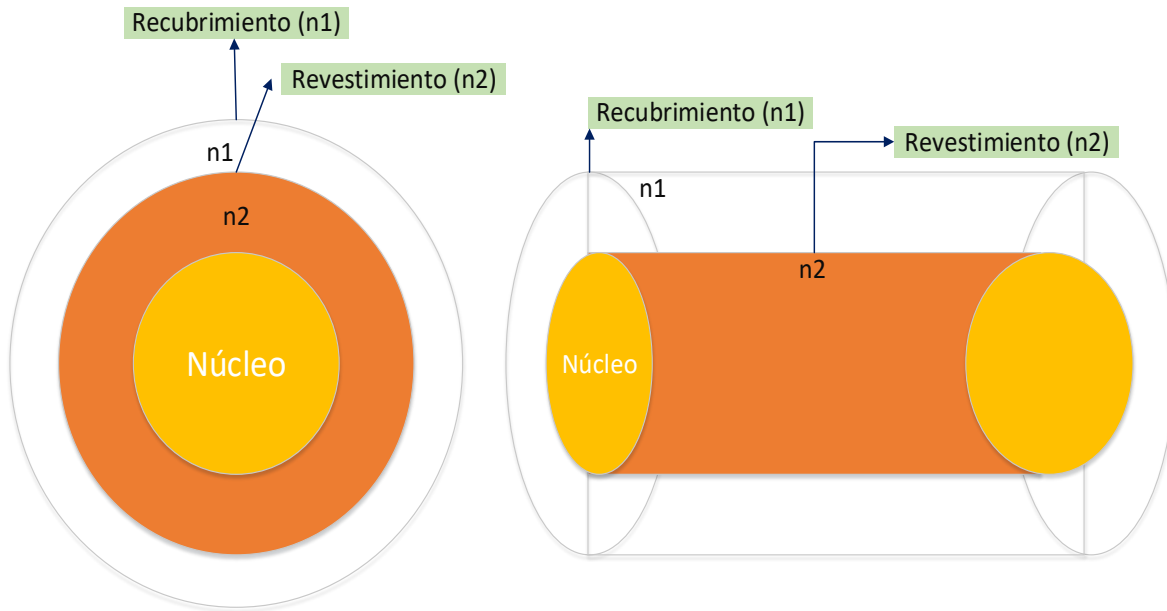 Recubrimiento (n1)
Revestimiento (n2)
n1
n2
Núcleo
Recubrimiento (n1)
Revestimiento (n2)
n1
n2
Núcleo